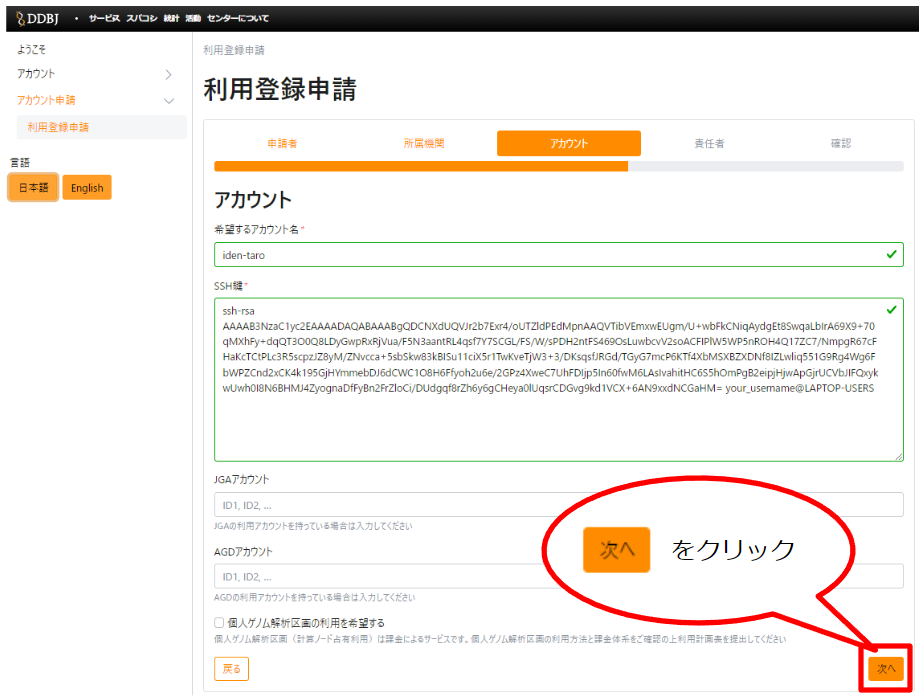 DDBJ ・ サービス スパコン 統計 活動 センターについて
ようこそ
アカウント
アカウント申請
利用登録申請
言語
日本語 English
利用登録申請
利用登録申請
申請者 所属機関 アカウント 責任者 確認
アカウント
希望するアカウント名*
iden-taro
SSH鍵*
ssh-rsa
AAAAB3NzaC1yc2EAAAADAQABAAABgQDCNXdUQVJr2b7Exr4/oUTZldPEdMpnAAQVTibVEmxwEUgm/U+wbFkCNiqAydgEt8SwqaLbIrA69X9+70
qMXhFy+dqQT3O0Q8LDyGwpRxRjVua/F5N3aantRL4qsf7Y7SCGL/FS/W/sPDH2ntFS469OsLuwbcvV2soACFIPlW5WP5nROH4Q17ZC7/NmpgR67cF
HaKcTCtPLc3R5scpzJZ8yM/ZNvcca+5sbSkw83kBISu11ciX5r1TwKveTjW3+3/DKsqsfJRGd/TGyG7mcP6KTf4XbMSXBZXDNf8IZLwliq551G9Rg4Wg6F
bWPZCnd2xCK4k195GjHYmmebDJ6dCWC1O8H6Ffyoh2u6e/2GPz4XweC7UhFDIjp5In60fwM6LAsIvahitHC6S5hOmPgB2eipjHjwApGjrUCVbJIFQxyk
wUwh0I8N6BHMJ4ZyognaDfFyBn2FrZloCi/DUdgqf8rZh6y6gCHeya0lUqsrCDGvg9kd1VCX+6AN9xxdNCGaHM= your_username@LAPTOP-USERS
JGAアカウント
ID1, ID2, ...
JGAの利用アカウントを持っている場合は入力してください
AGDアカウント
ID1, ID2, ...
AGDの利用アカウントを持っている場合は入力してください
次へ をクリック
個人ゲノム解析区画の利用を希望する
個人ゲノム解析区画（計算ノード占有利用）は課金によるサービスです。個人ゲノム解析区画の利用方法と課金体系をご確認の上利用計画表を提出してください
戻る 次へ